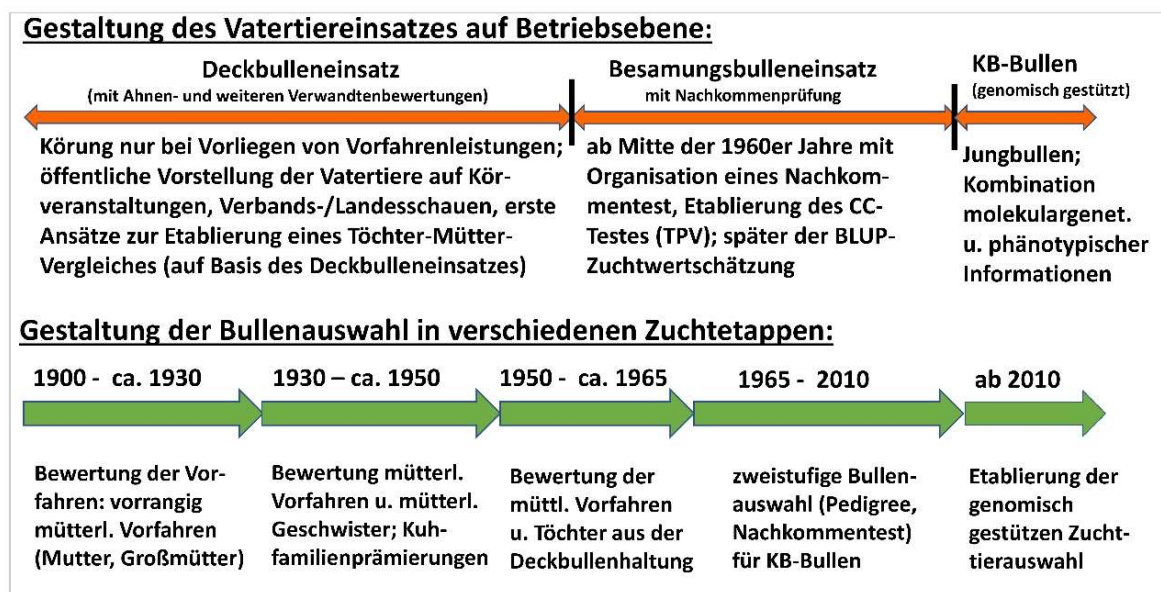 Gestaltung des Vatertiereinsatzes auf Betriebsebene:
Deckbulleneinsatz
(mit Ahnen- und weiteren Verwandtenbewertungen)
Körung nur bei Vorliegen von Vorfahrenleistungen;
öffentliche Vorstellung der Vatertiere auf Kör-
veranstaltungen, Verbands-/Landesschauen, erste
Ansätze zur Etablierung eines Töchter-Mütter-
Vergleiches (auf Basis des Deckbulleneinsatzes)
Besamungsbulleneinsatz
mit Nachkommenprüfung
ab Mitte der 1960er Jahre mit
Organisation eines Nachkom-
mentest, Etablierung des CC-
Testes (TPV); später der BLUP-
Zuchtwertschätzung
KB-Bullen
(genomisch gestützt)
Jungbullen;
Kombination
molekulargenet.
u. phänotypischer
Informationen
Gestaltung der Bullenauswahl in verschiedenen Zuchtetappen:
1900 - ca. 1930
Bewertung der Vor-
fahren: vorrangig
mütterl. Vorfahren
(Mutter, Großmütter)
1930 – ca. 1950
Bewertung mütterl.
Vorfahren u. mütterl.
Geschwister; Kuh-
familienprämierungen
1950 - ca. 1965
Bewertung der
müttl. Vorfahren
u. Töchter aus der
Deckbullenhaltung
1965 - 2010
zweistufige Bullen-
auswahl (Pedigree,
Nachkommentest)
für KB-Bullen
ab 2010
Etablierung der
genomisch
gestützen Zucht-
tierauswahl